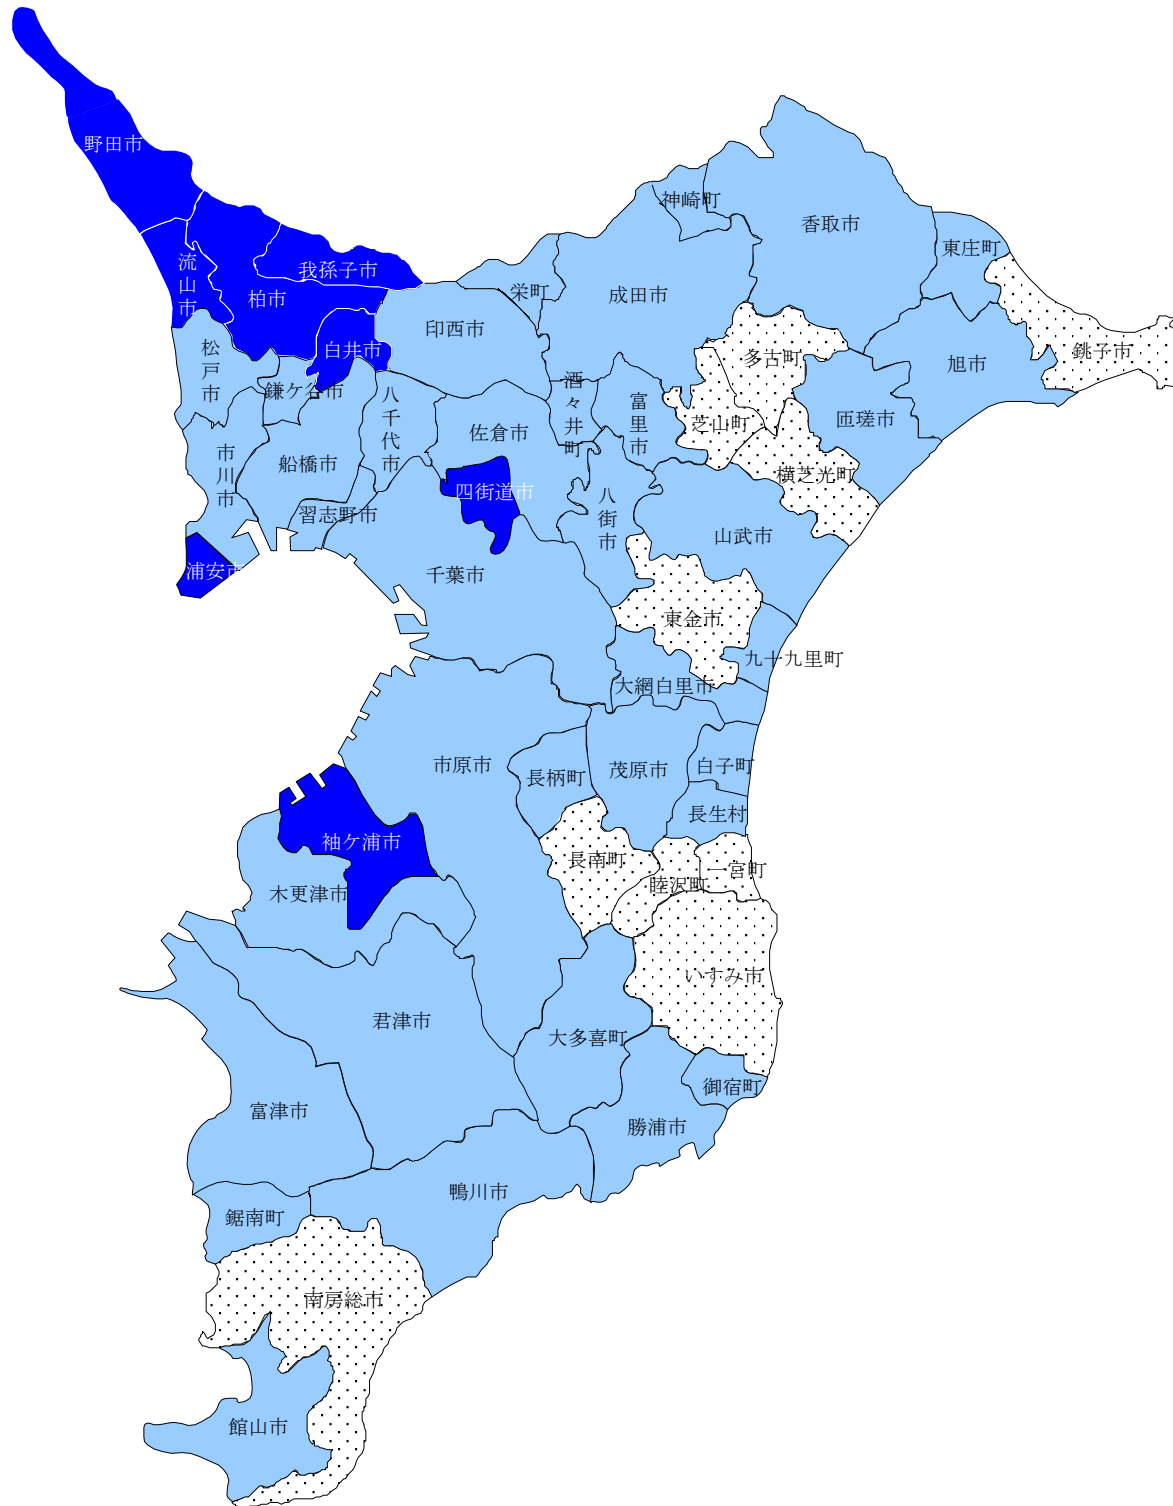 野田市
神崎町
香取市
東庄町
流山市
我孫子市
柏市
栄町
成田市
印西市
白井市
松戸市
多古町
銚子市
旭市
鎌ケ谷市
八千代市
酒々井町
富里市
芝山町
匝瑳市
佐倉市
市川市
船橋市
四街道市
八街市
横芝光町
習志野市
山武市
浦安市
千葉市
東金市
九十九里町
大網白里市
市原市
長柄町
茂原市
白子町
長生村
袖ケ浦市
長南町
睦沢町
一宮町
木更津市
いすみ市
君津市
大多喜町
御宿町
富津市
勝浦市
鴨川市
鋸南町
南房総市
館山市